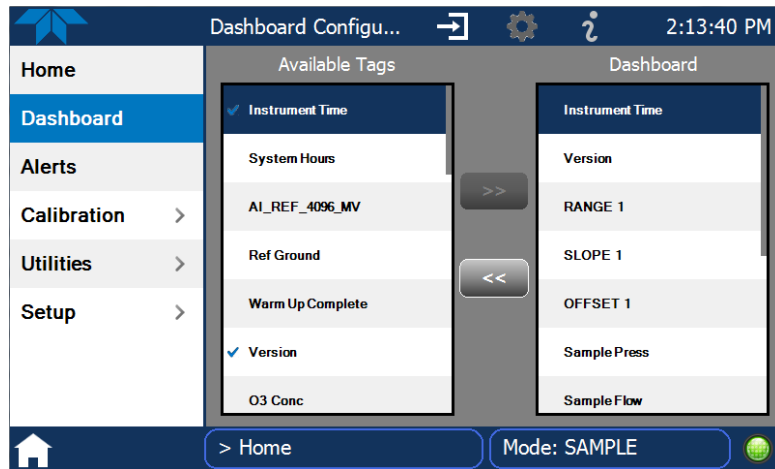 Dashboard Configu... 2:13:40 PM
Home
Dashboard
Alerts
Calibration >
Utilities >
Setup >
Available Tags
Instrument Time
System Hours
AI_REF_4096_MV
Ref Ground
Warm Up Complete
Version
O3 Conc
>>
<<
Dashboard
Instrument Time
Version
RANGE 1
SLOPE 1
OFFSET 1
Sample Press
Sample Flow
> Home
Mode: SAMPLE